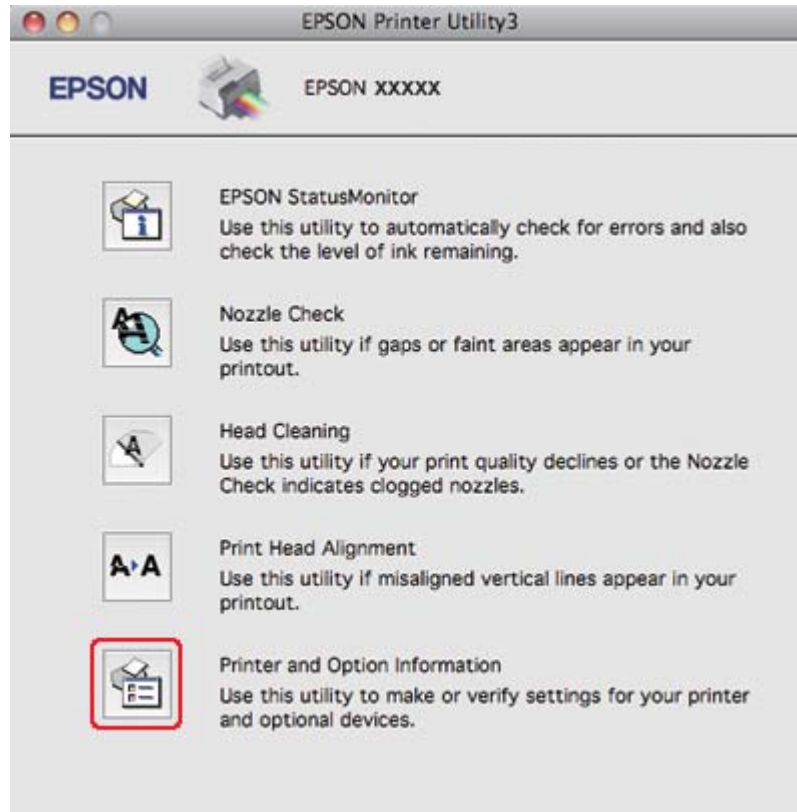 EPSON Printer Utility3
EPSON
EPSON XXXXX
EPSON StatusMonitor
Use this utility to automatically check for errors and also
check the level of ink remaining.
Nozzle Check
Use this utility if gaps or faint areas appear in your
printout.
Head Cleaning
Use this utility if your print quality declines or the Nozzle
Check indicates clogged nozzles.
A A
Print Head Alignment
Use this utility if misaligned vertical lines appear in your
printout.
Printer and Option Information
Use this utility to make or verify settings for your printer
and optional devices.